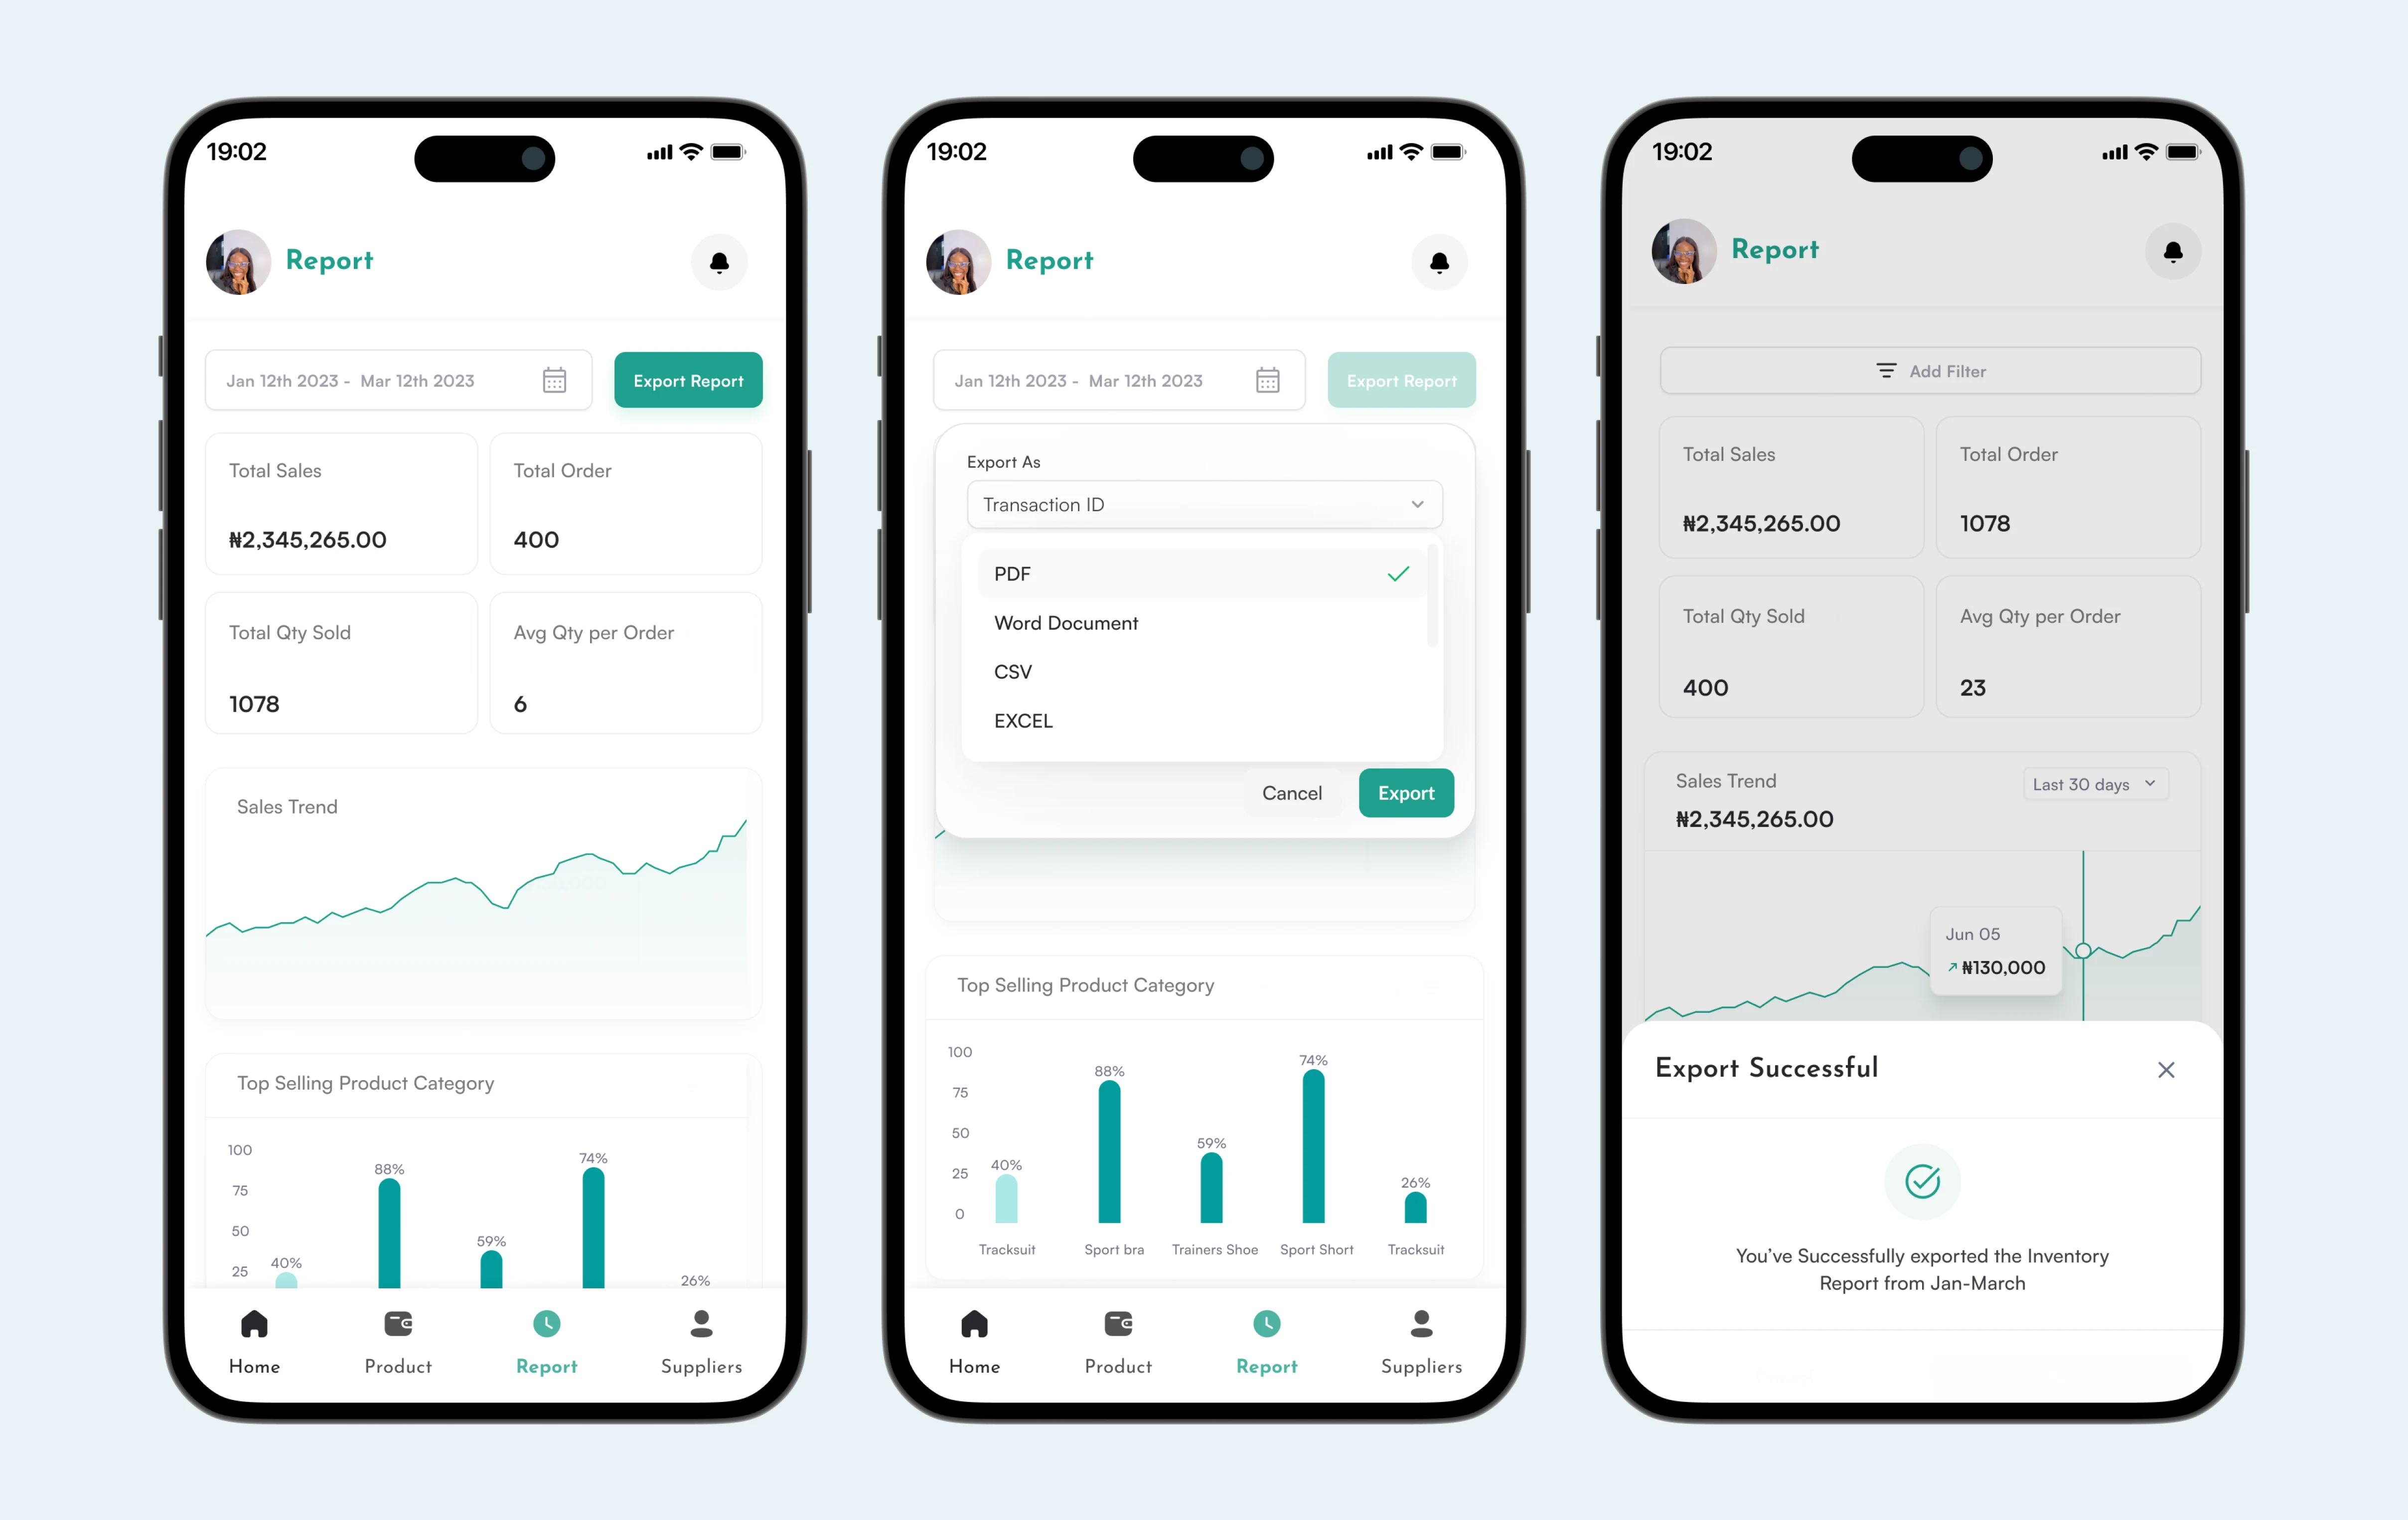 19:02
Report
Jan 12th 2023 - Mar 12th 2023
Export Report
Total Sales
₦2,345,265.00
Total Order
400
Total Qty Sold
1078
Avg Qty per Order
6
Sales Trend
Top Selling Product Category
100
75
50
25
40%
88%
59%
74%
26%
Home
Product
Report
Suppliers
19:02
Report
Jan 12th 2023 - Mar 12th 2023
Export Report
Export As
Transaction ID
PDF
Word Document
CSV
EXCEL
Cancel
Export
Top Selling Product Category
100
75
50
25
0
40%
88%
59%
74%
26%
Tracksuit
Sport bra
Trainers Shoe
Sport Short
Tracksuit
Home
Product
Report
Suppliers
19:02
Report
Add Filter
Total Sales
₦2,345,265.00
Total Order
1078
Total Qty Sold
400
Avg Qty per Order
23
Sales Trend
₦2,345,265.00
Last 30 days
Jun 05
₦130,000
Export Successful
You’ve Successfully exported the Inventory
Report from Jan-March